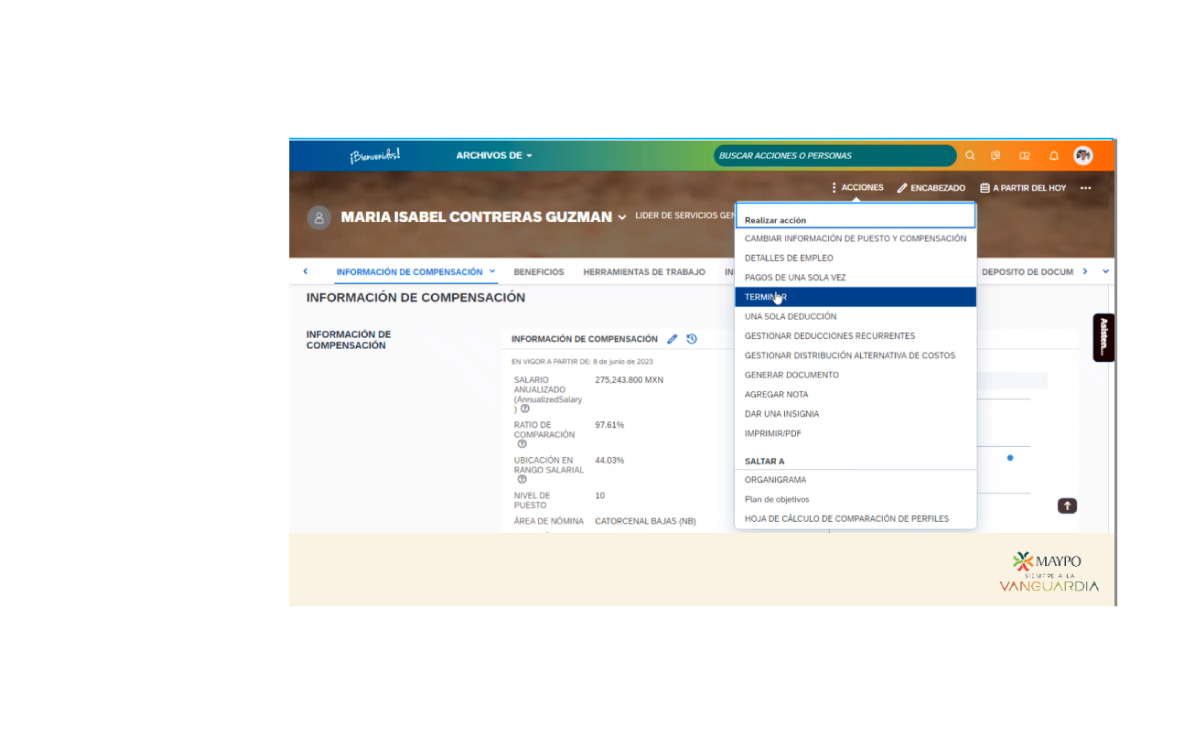 ¡Bienvenidos!
ARCHIVOS DE
BUSCAR ACCIONES O PERSONAS
ACCIONES
ENCABEZADO
A PARTIR DEL HOY
MARIA ISABEL CONTRERAS GUZMAN
LIDER DE SERVICIOS GEN
Realizar acción
CAMBIAR INFORMACIÓN DE PUESTO Y COMPENSACIÓN
DETALLES DE EMPLEO
PAGOS DE UNA SOLA VEZ
TERMINAR
UNA SOLA DEDUCCIÓN
GESTIONAR DEDUCCIONES RECURRENTES
GESTIONAR DISTRIBUCIÓN ALTERNATIVA DE COSTOS
GENERAR DOCUMENTO
AGREGAR NOTA
DAR UNA INSIGNIA
IMPRIMIR/PDF
SALTAR A
ORGANIGRAMA
Plan de objetivos
HOJA DE CÁLCULO DE COMPARACIÓN DE PERFILES
INFORMACIÓN DE COMPENSACIÓN
BENEFICIOS
HERRAMIENTAS DE TRABAJO
IN
DEPOSITO DE DOCUM
INFORMACIÓN DE COMPENSACIÓN
INFORMACIÓN DE
COMPENSACIÓN
INFORMACIÓN DE COMPENSACIÓN
EN VIGOR A PARTIR DE: 8 de junio de 2023
SALARIO
ANUALIZADO
(AnnualizedSalary
)
275,243.800 MXN
RATIO DE
COMPARACIÓN
97.61%
UBICACIÓN EN
RANGO SALARIAL
44.03%
NIVEL DE
PUESTO
10
ÁREA DE NÓMINA
CATORCENAL BAJAS (NB)
Asisten...
MAYPO
SIEMPRE A LA
VANGUARDIA